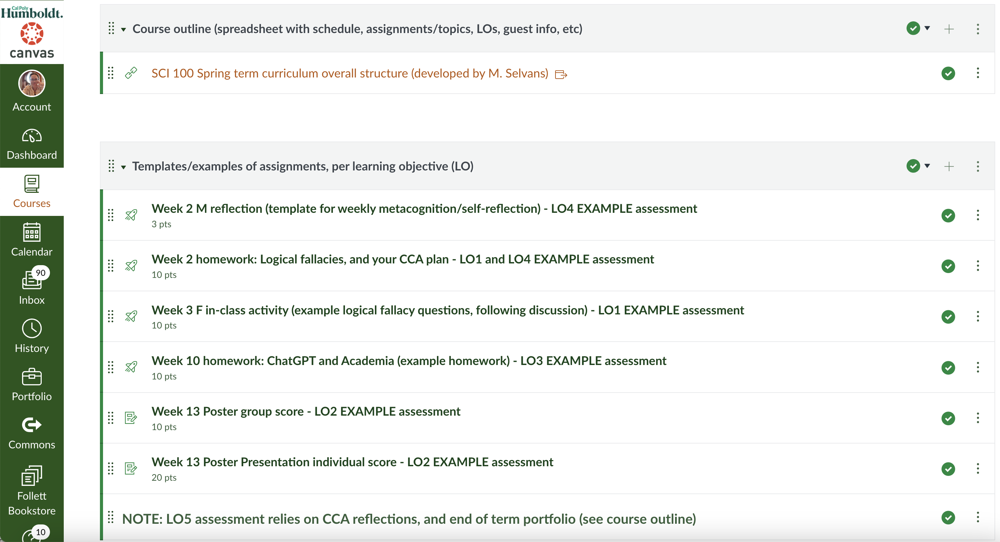 Cal Poly
Humboldt.
canvas
Account
Dashboard
Courses
Calendar
90
Inbox
History
Portfolio
Commons
Follett
Bookstore
10
Course outline (spreadsheet with schedule, assignments/topics, LOs, guest info, etc)
SCI 100 Spring term curriculum overall structure (developed by M. Selvans)
Templates/examples of assignments, per learning objective (LO)
Week 2 M reflection (template for weekly metacognition/self-reflection) - LO4 EXAMPLE assessment
3 pts
Week 2 homework: Logical fallacies, and your CCA plan - LO1 and LO4 EXAMPLE assessment
10 pts
Week 3 F in-class activity (example logical fallacy questions, following discussion) - LO1 EXAMPLE assessment
10 pts
Week 10 homework: ChatGPT and Academia (example homework) - LO3 EXAMPLE assessment
10 pts
Week 13 Poster group score - LO2 EXAMPLE assessment
10 pts
Week 13 Poster Presentation individual score - LO2 EXAMPLE assessment
20 pts
NOTE: LO5 assessment relies on CCA reflections, and end of term portfolio (see course outline)